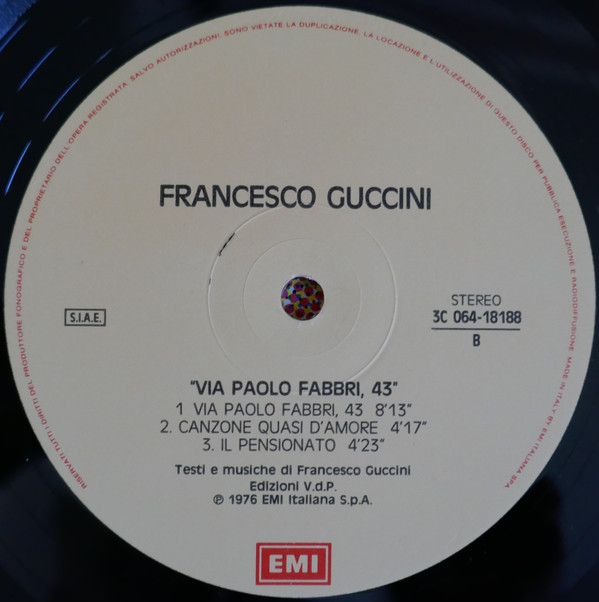 RISERVATI TUTTI I DIRITTI DEL PRODUTTORE FONOGRAFICO E DEL PROPRIETARIO DELL'OPERA REGISTRATA. SALVO AUTORIZZAZIONI, SONO VIETATE LA DUPLICAZIONE, LA LOCAZIONE E L'UTILIZZAZIONE DI QUESTO DISCO PER PUBBLICA ESECUZIONE E RADIODIFFUSIONE. MADE IN ITALY BY EMI ITALIANA SPA
FRANCESCO GUCCINI
S.I.A.E.
STEREO
3C 064-18188
B
"VIA PAOLO FABBRI, 43"
1 VIA PAOLO FABBRI, 43 8'13"
2. CANZONE QUASI D'AMORE 4'17"
3. IL PENSIONATO 4'23"
Testi e musiche di Francesco Guccini
Edizioni V.d.P.
℗ 1976 EMI Italiana S.p.A.
EMI